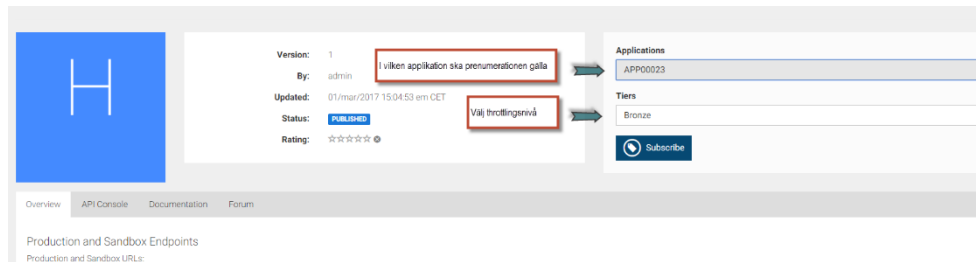 H
Version: 1
By: admin
Updated: 01/mar/2017 15:04:53 em CET
Status: PUBLISHED
Rating:
I vilken applikation ska prenumerationen gälla
Välj throttlingsnivå
Applications
APP00023
Tiers
Bronze
Subscribe
Overview API Console Documentation Forum
Production and Sandbox Endpoints
Production and Sandbox URLs: